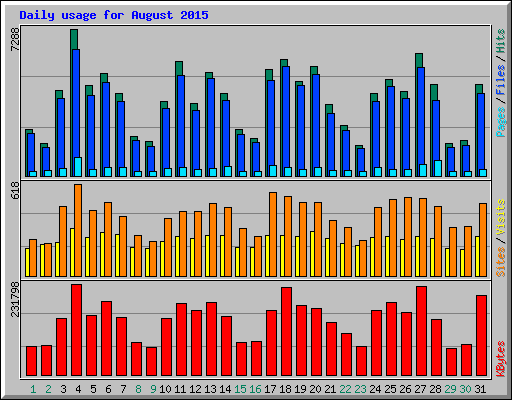 Daily usage for August 2015
7288
Pages / Files / Hits
618
Sites / Visits
231798
KBytes
1 2 3 4 5 6 7 8 9 10 11 12 13 14 15 16 17 18 19 20 21 22 23 24 25 26 27 28 29 30 31